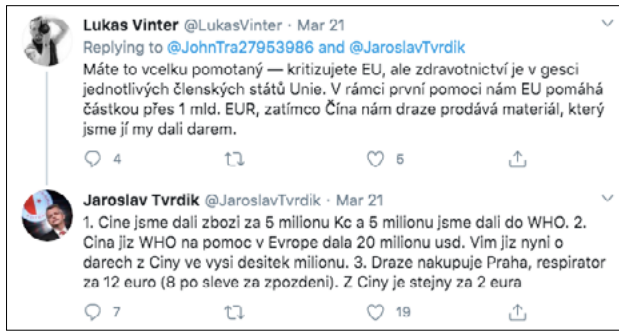 Lukas Vinter @LukasVinter · Mar 21
Replying to @JohnTra27953986 and @JaroslavTvrdik
Máte to vcelku pomotaný — kritizujete EU, ale zdravotnictví je v gesci
jednotlivých členských států Unie. V rámci první pomoci nám EU pomáhá
částkou přes 1 mld. EUR, zatímco Čína nám draze prodává materiál, který
jsme jí my dali darem.
4 5
Jaroslav Tvrdik @JaroslavTvrdik · Mar 21
1. Cine jsme dali zbozi za 5 milionu Kc a 5 milionu jsme dali do WHO. 2.
Cina jiz WHO na pomoc v Evrope dala 20 milionu usd. Vim jiz nyni o
darech z Ciny ve vysi desitek milionu. 3. Draze nakupuje Praha, respirator
za 12 euro (8 po sleve za zpozdeni). Z Ciny je stejny za 2 eura
7 19